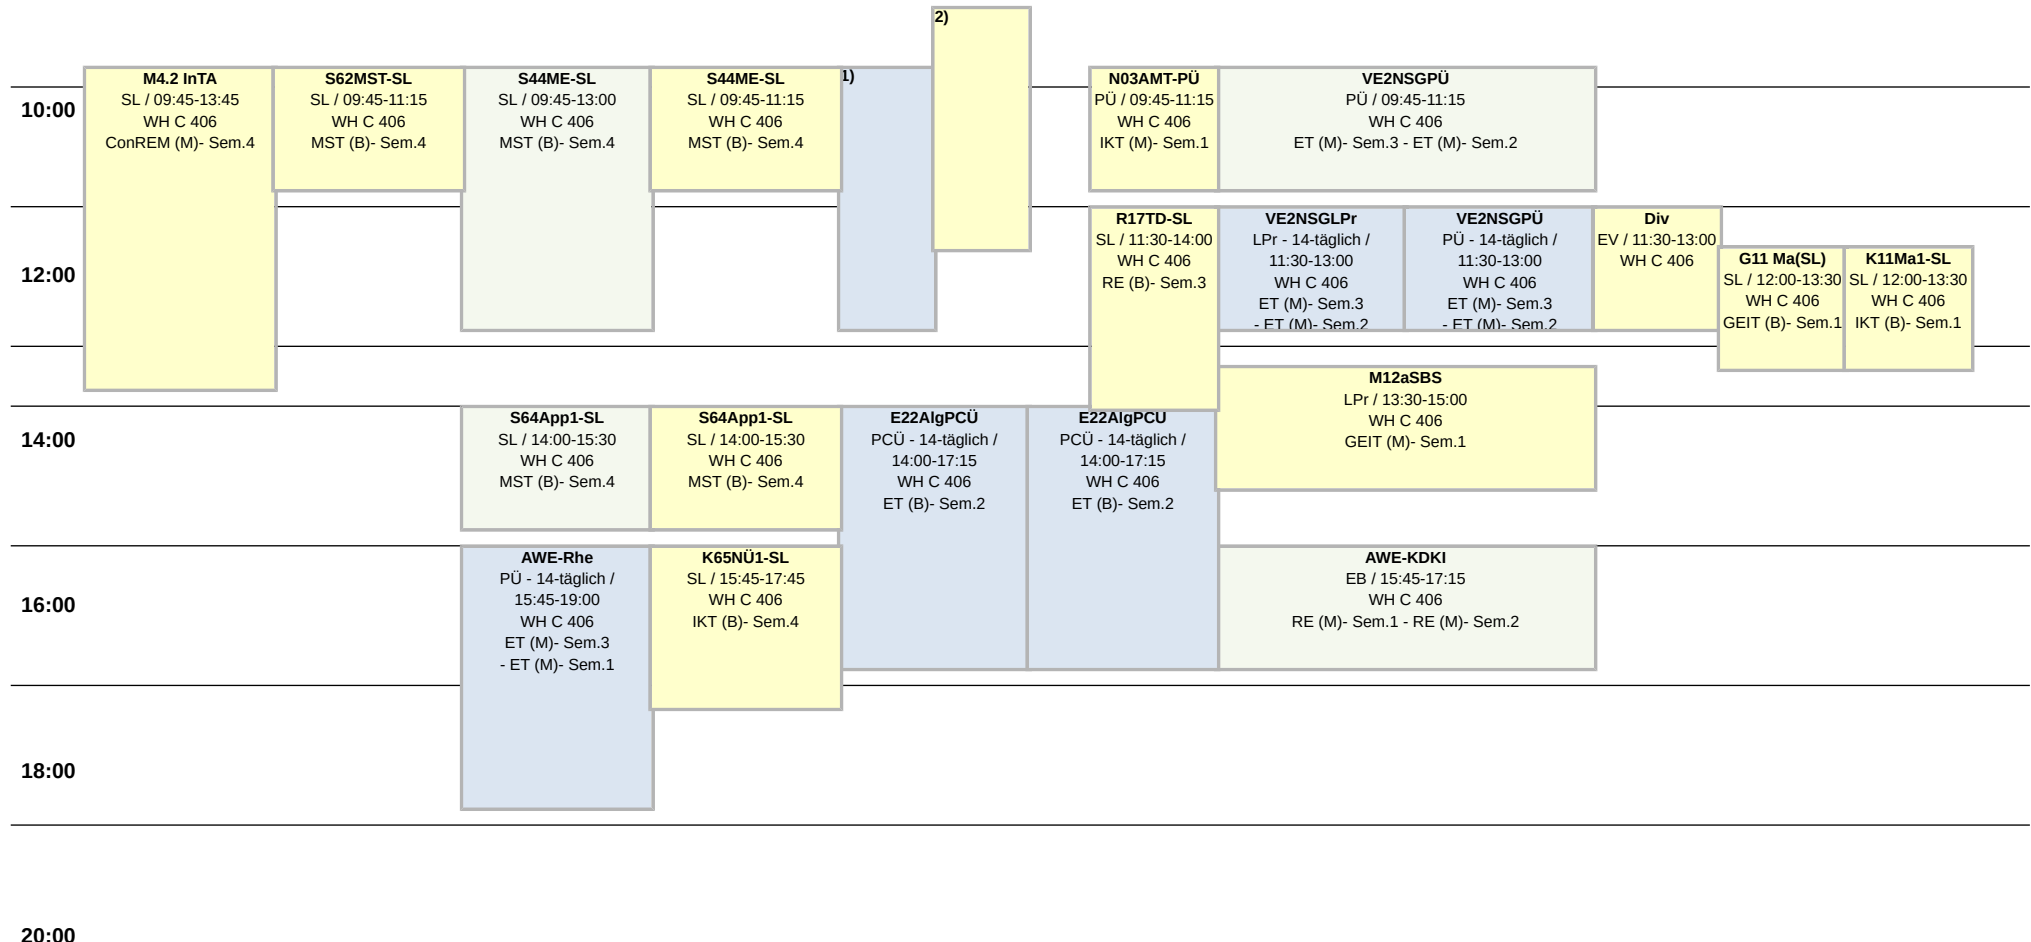 2)
M4.2 InTA
SL / 09:45-13:45
WH C 406
ConREM (M)- Sem.4
S62MST-SL
SL / 09:45-11:15
WH C 406
MST (B)- Sem.4
S44ME-SL
SL / 09:45-13:00
WH C 406
MST (B)- Sem.4
S44ME-SL
SL / 09:45-11:15
WH C 406
MST (B)- Sem.4
1)
N03AMT-PÜ
PÜ / 09:45-11:15
WH C 406
IKT (M)- Sem.1
VE2NSGPÜ
PÜ / 09:45-11:15
WH C 406
ET (M)- Sem.3 - ET (M)- Sem.2
10:00
R17TD-SL
SL / 11:30-14:00
WH C 406
RE (B)- Sem.3
VE2NSGLPr
LPr - 14-täglich /
11:30-13:00
WH C 406
ET (M)- Sem.3
- ET (M)- Sem.2
VE2NSGPÜ
PÜ - 14-täglich /
11:30-13:00
WH C 406
ET (M)- Sem.3
- ET (M)- Sem.2
Div
EV / 11:30-13:00
WH C 406
G11 Ma(SL)
SL / 12:00-13:30
WH C 406
GEIT (B)- Sem.1
K11Ma1-SL
SL / 12:00-13:30
WH C 406
IKT (B)- Sem.1
12:00
M12aSBS
LPr / 13:30-15:00
WH C 406
GEIT (M)- Sem.1
S64App1-SL
SL / 14:00-15:30
WH C 406
MST (B)- Sem.4
S64App1-SL
SL / 14:00-15:30
WH C 406
MST (B)- Sem.4
E22AlgPCÜ
PCÜ - 14-täglich /
14:00-17:15
WH C 406
ET (B)- Sem.2
E22AlgPCÜ
PCÜ - 14-täglich /
14:00-17:15
WH C 406
ET (B)- Sem.2
14:00
AWE-Rhe
PÜ - 14-täglich /
15:45-19:00
WH C 406
ET (M)- Sem.3
- ET (M)- Sem.1
K65NÜ1-SL
SL / 15:45-17:45
WH C 406
IKT (B)- Sem.4
AWE-KDKI
EB / 15:45-17:15
WH C 406
RE (M)- Sem.1 - RE (M)- Sem.2
16:00
18:00
20:00